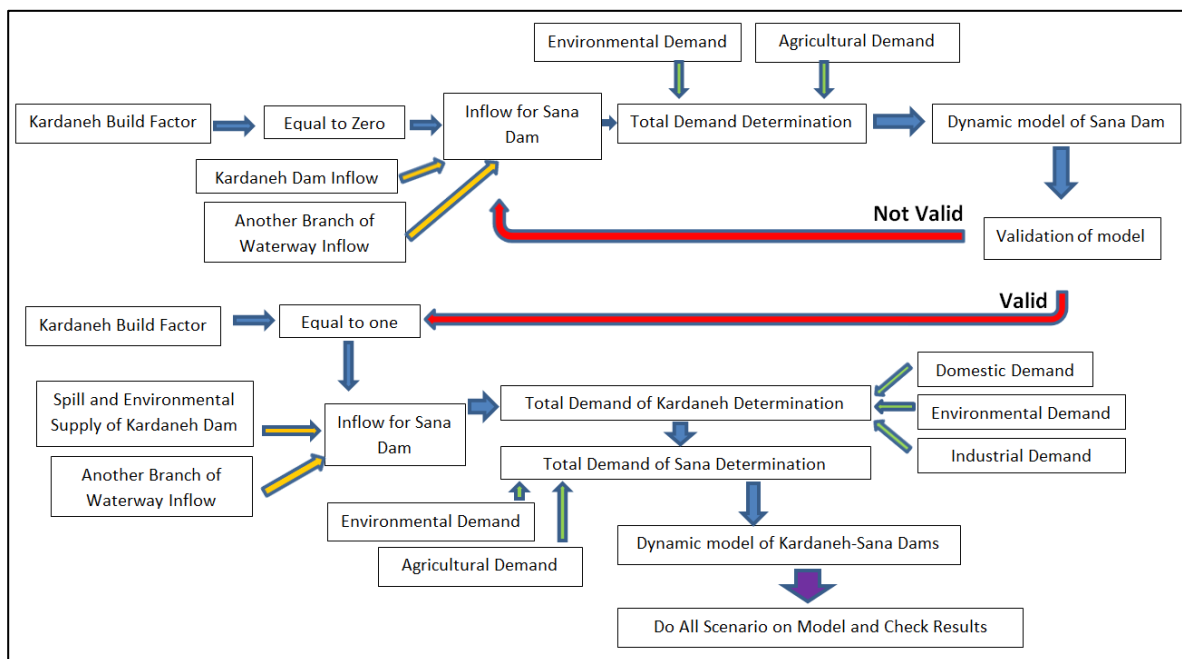 Environmental Demand
Agricultural Demand
Kardaneh Build Factor
Equal to Zero
Inflow for Sana
Dam
Total Demand Determination
Dynamic model of Sana Dam
Kardaneh Dam Inflow
Another Branch of
Waterway Inflow
Not Valid
Validation of model
Valid
Kardaneh Build Factor
Equal to one
Domestic Demand
Spill and Environmental
Supply of Kardaneh Dam
Inflow for Sana
Dam
Total Demand of Kardaneh Determination
Environmental Demand
Industrial Demand
Another Branch of
Waterway Inflow
Total Demand of Sana Determination
Environmental Demand
Agricultural Demand
Dynamic model of Kardaneh-Sana Dams
Do All Scenario on Model and Check Results